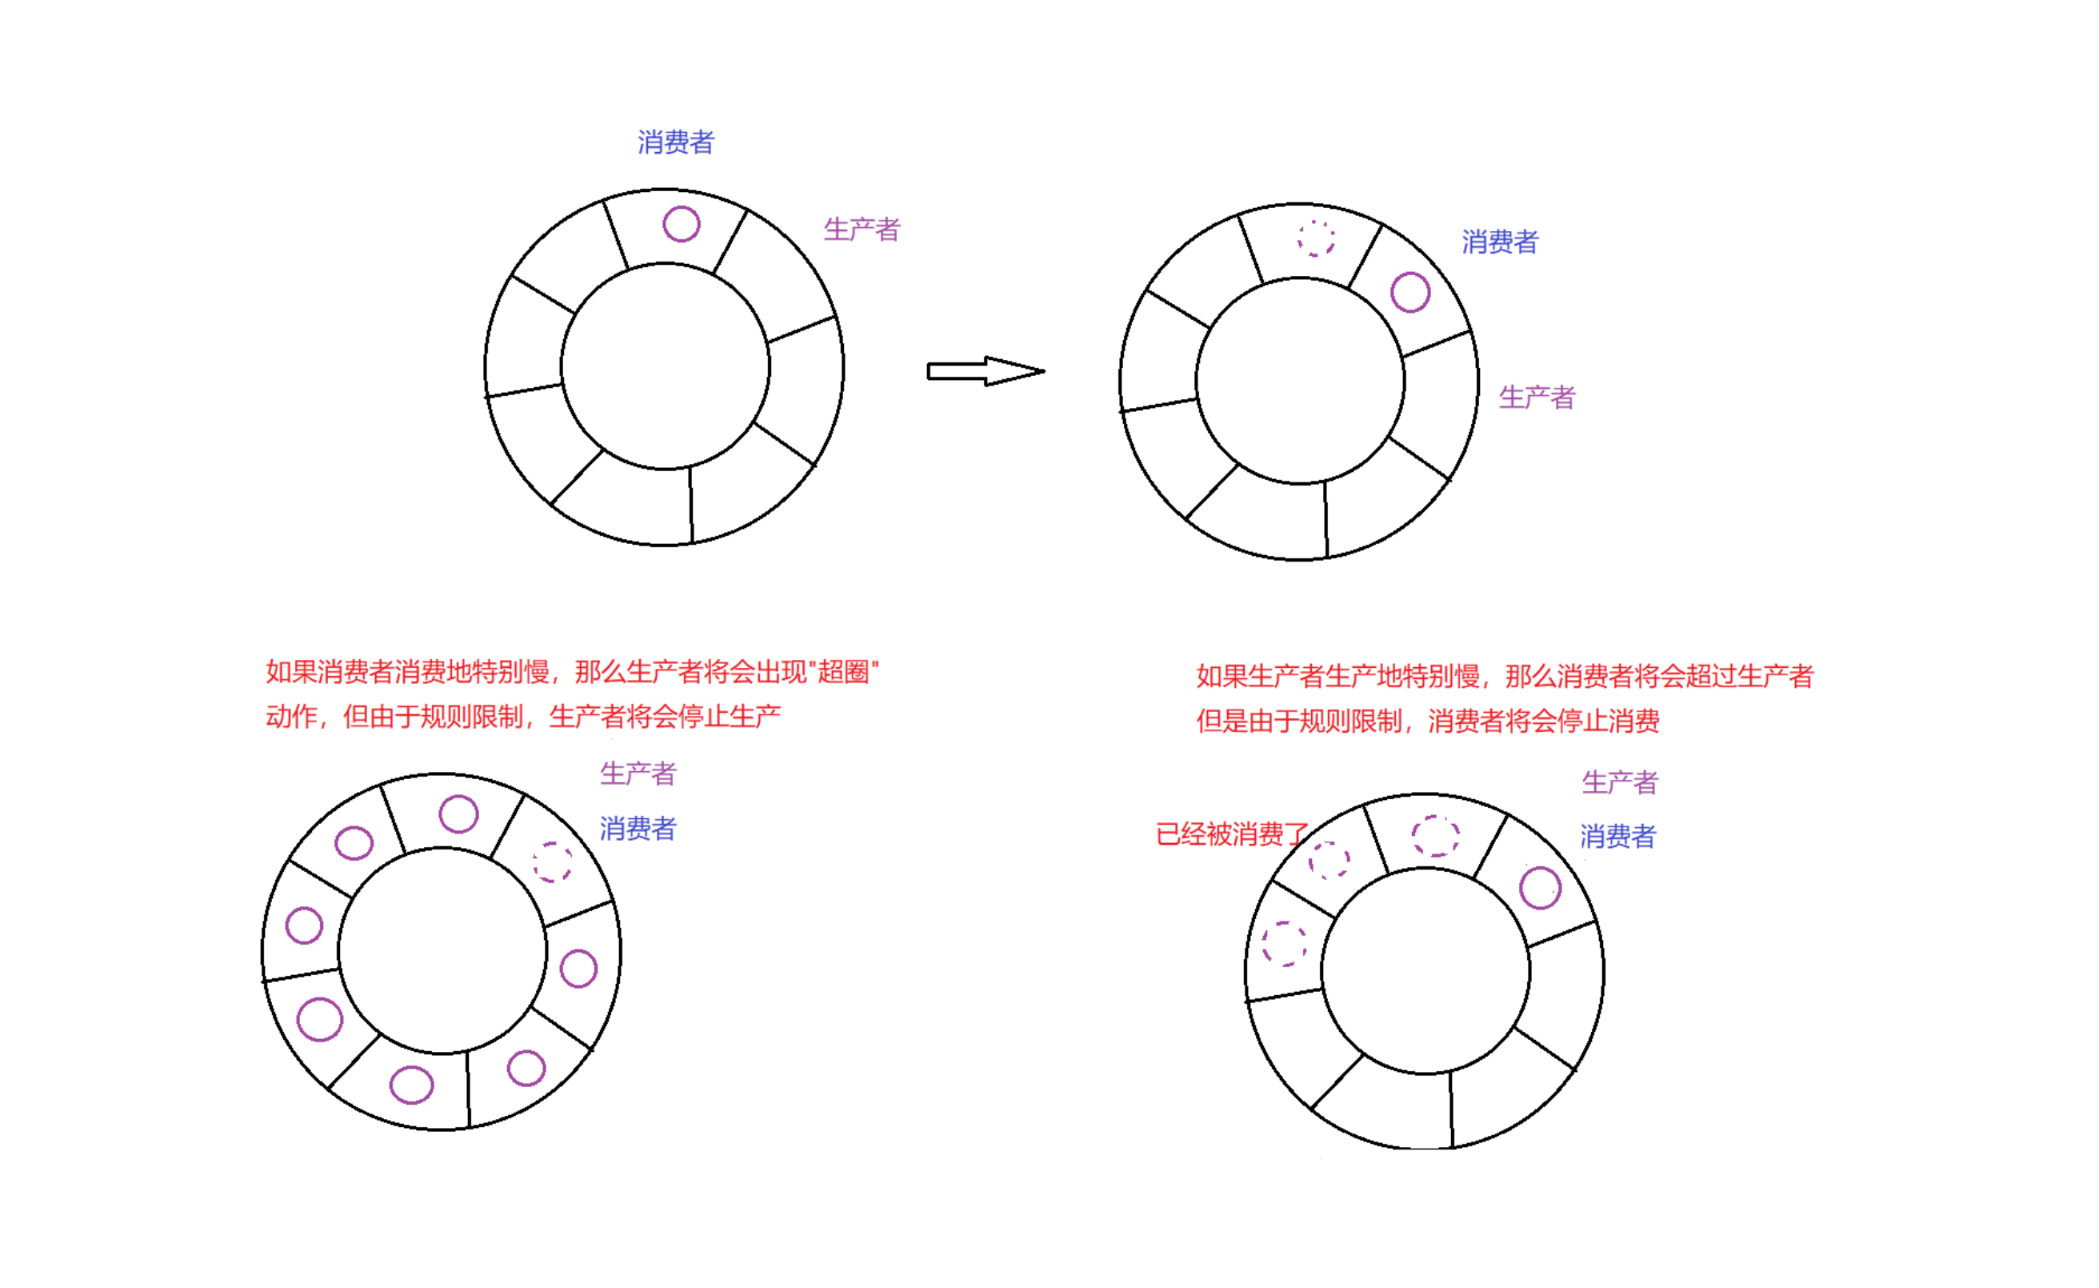 消费者
生产者
消费者
生产者
如果消费者消费地特别慢，那么生产者将会出现"超圈"
动作，但由于规则限制，生产者将会停止生产
生产者
消费者
如果生产者生产地特别慢，那么消费者将会超过生产者
但是由于规则限制，消费者将会停止消费
生产者
已经被消费了
消费者